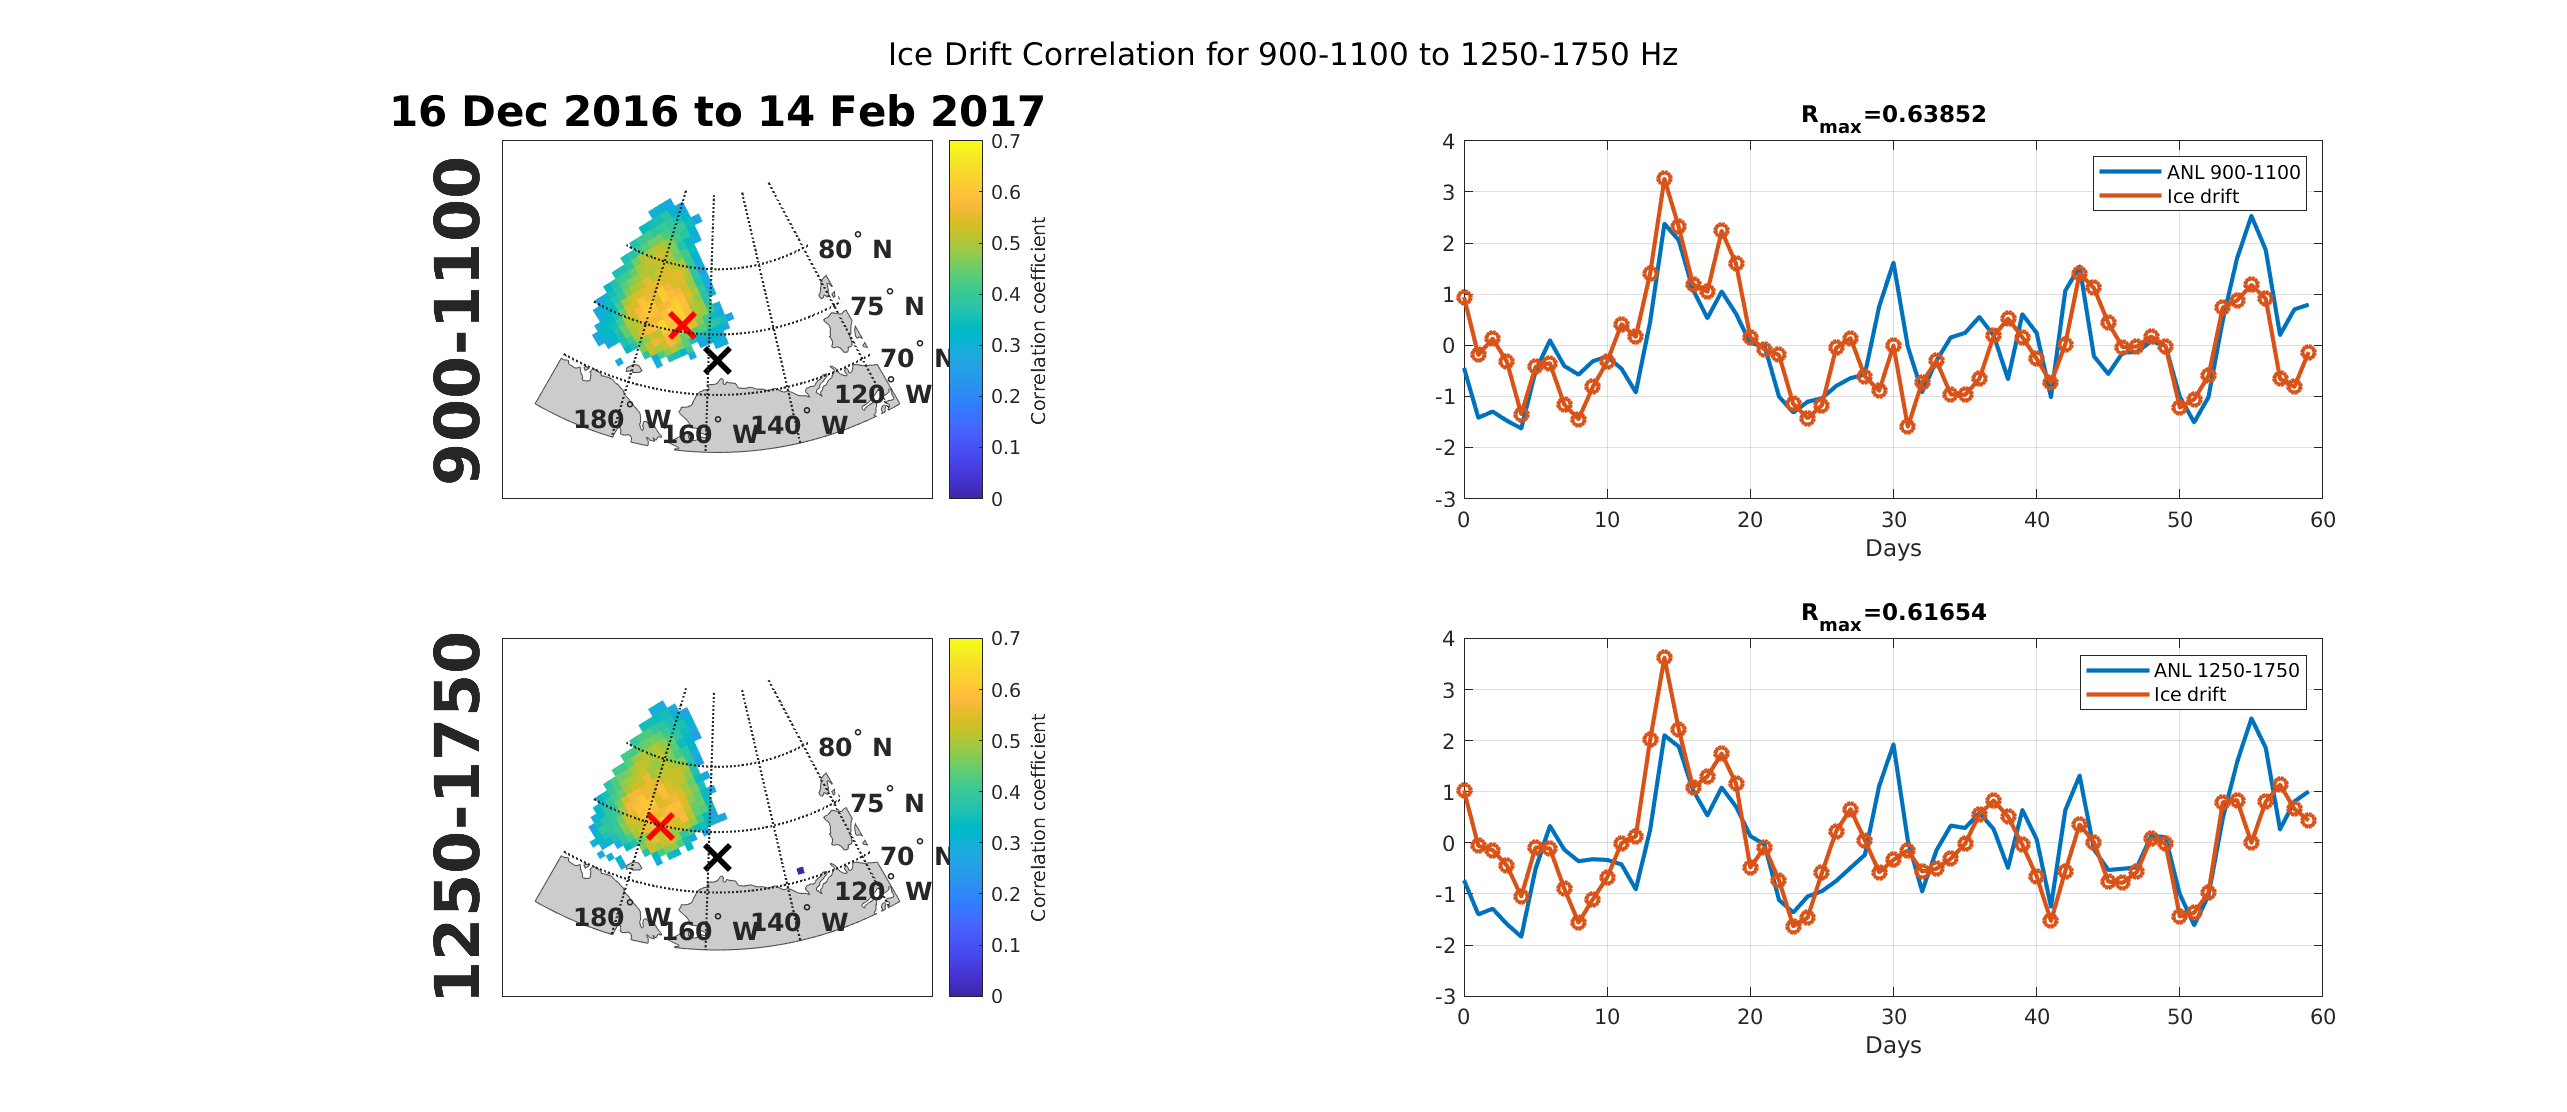 Ice Drift Correlation for 900-1100 to 1250-1750 Hz
16 Dec 2016 to 14 Feb 2017
900-1100
80° N
75° N
70° N
120° W
180° W
160° W
140° W
0.7
0.6
0.5
0.4
0.3
0.2
0.1
0
Correlation coefficient
Rmax=0.63852
ANL 900-1100
Ice drift
4
3
2
1
0
-1
-2
-3
0 10 20 30 40 50 60
Days
1250-1750
80° N
75° N
70° N
120° W
180° W
160° W
140° W
0.7
0.6
0.5
0.4
0.3
0.2
0.1
0
Correlation coefficient
Rmax=0.61654
ANL 1250-1750
Ice drift
4
3
2
1
0
-1
-2
-3
0 10 20 30 40 50 60
Days